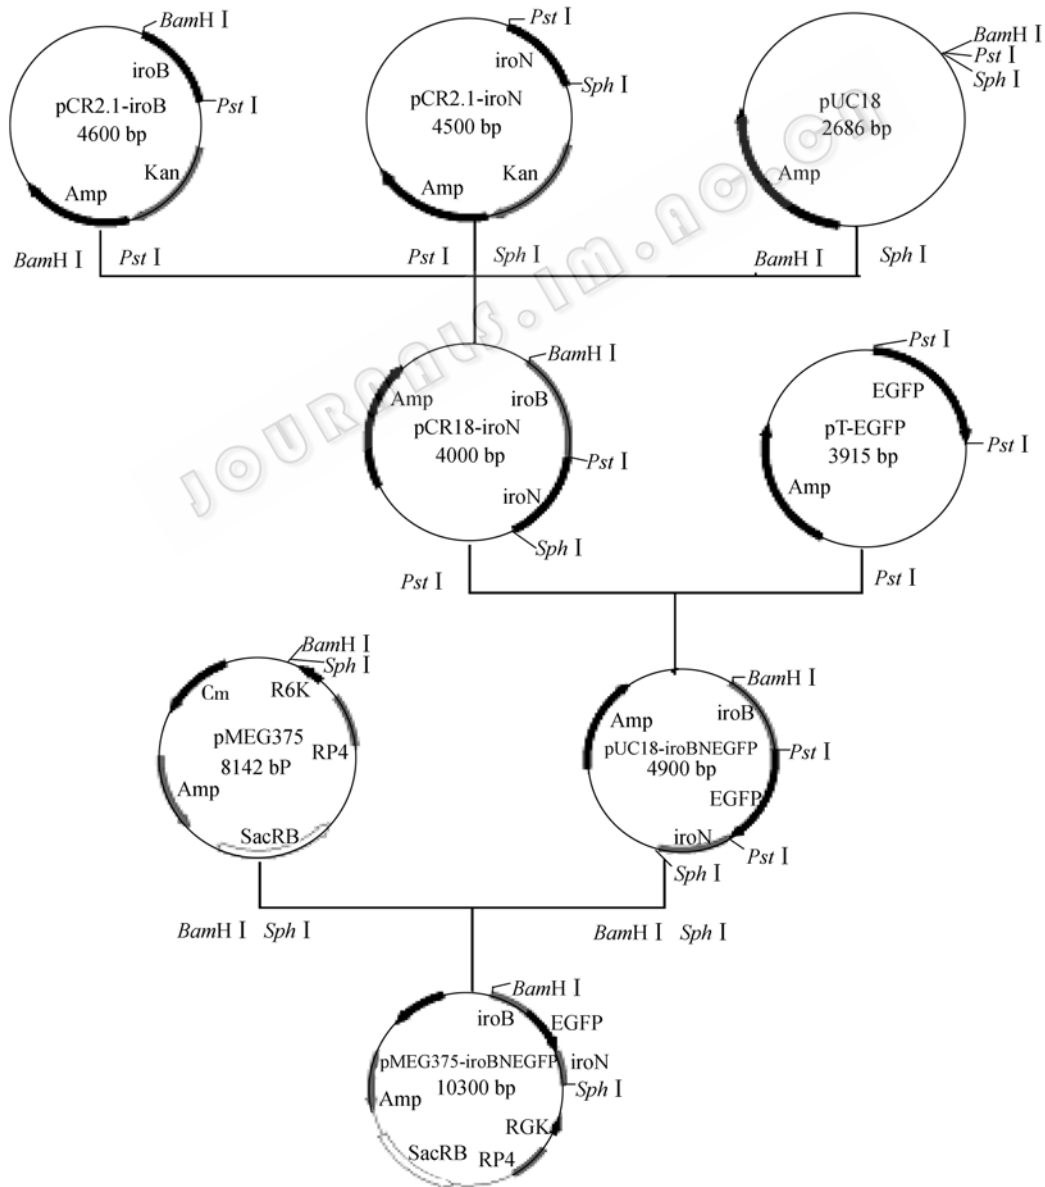 BamH I
iroB
pCR2.1-iroB
4600 bp
Pst I
Kan
Amp
Pst I
iroN
Sph I
pCR2.1-iroN
4500 bp
Kan
Amp
BamH I
Pst I
Sph I
pUC18
2686 bp
Amp
BamH I Pst I
Pst I Sph I
BamH I Sph I
JOURNALS.IM.AC.CN
BamH I
iroB
Amp
pCR18-iroN
4000 bp
Pst I
iroN
Sph I
Pst I
EGFP
pT-EGFP
3915 bp
Pst I
Amp
Pst I
Pst I
BamH I
Sph I
Cm
R6K
pMEG375
RP4
8142 bP
Amp
SacRB
BamH I
iroB
Amp
pUC18-iroBNEGFP
Pst I
4900 bp
EGFP
iroN
Pst I
Sph I
BamH I Sph I
BamH I Sph I
BamH I
iroB
EGFP
pMEG375-iroBNEGFP
iroN
10300 bp
Sph I
Amp
RGK
SacRB
RP4